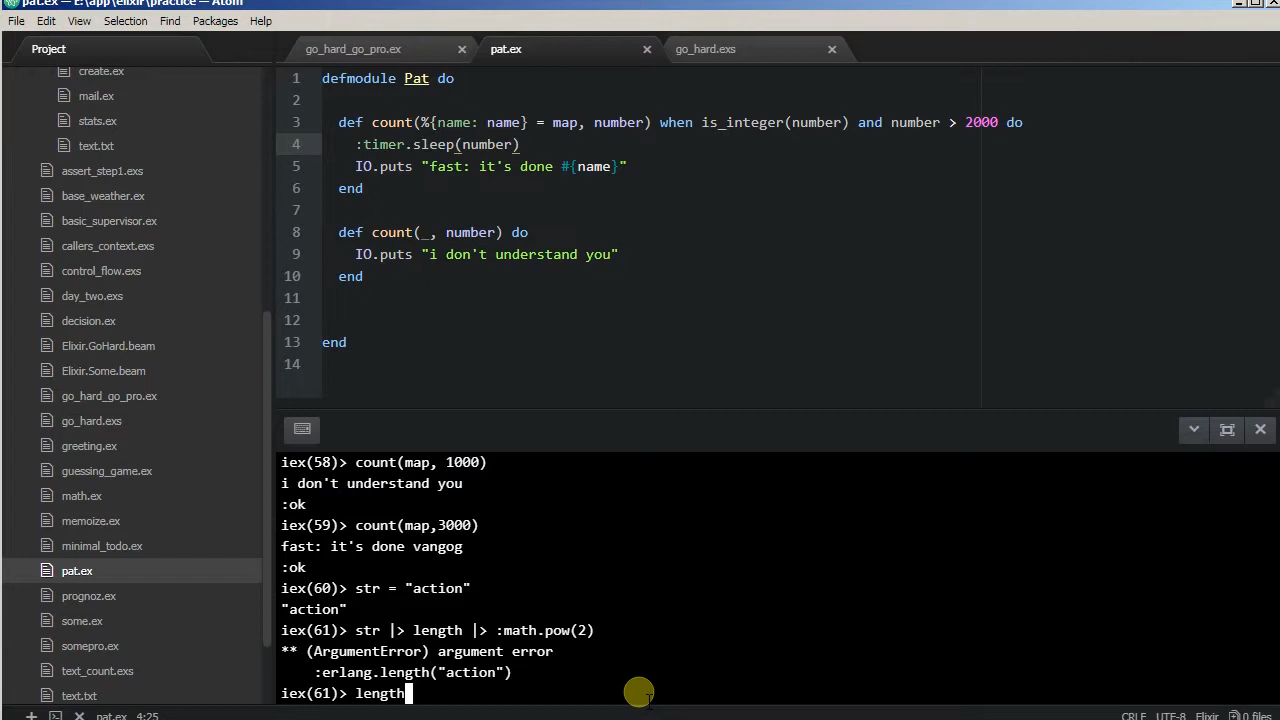 pat.ex — E:\app\elixir\practice — Atom
File Edit View Selection Find Packages Help
Project
go_hard_go_pro.ex
pat.ex
go_hard.exs
create.ex
mail.ex
stats.ex
text.txt
assert_step1.exs
base_weather.ex
basic_supervisor.ex
callers_context.exs
control_flow.exs
day_two.exs
decision.ex
Elixir.GoHard.beam
Elixir.Some.beam
go_hard_go_pro.ex
go_hard.exs
greeting.ex
guessing_game.ex
math.ex
memoize.ex
minimal_todo.ex
pat.ex
prognoz.ex
some.ex
somepro.ex
text_count.exs
text.txt
1 defmodule Pat do
2
3 def count(%{name: name} = map, number) when is_integer(number) and number > 2000 do
4 :timer.sleep(number)
5 IO.puts "fast: it's done #{name}"
6 end
7
8 def count(_, number) do
9 IO.puts "i don't understand you"
10 end
11
12
13 end
14
iex(58)> count(map, 1000)
i don't understand you
:ok
iex(59)> count(map,3000)
fast: it's done vangog
:ok
iex(60)> str = "action"
"action"
iex(61)> str |> length |> :math.pow(2)
** (ArgumentError) argument error
:erlang.length("action")
iex(61)> length
pat.ex 4:25
CRLF UTF-8 Elixir 0 files